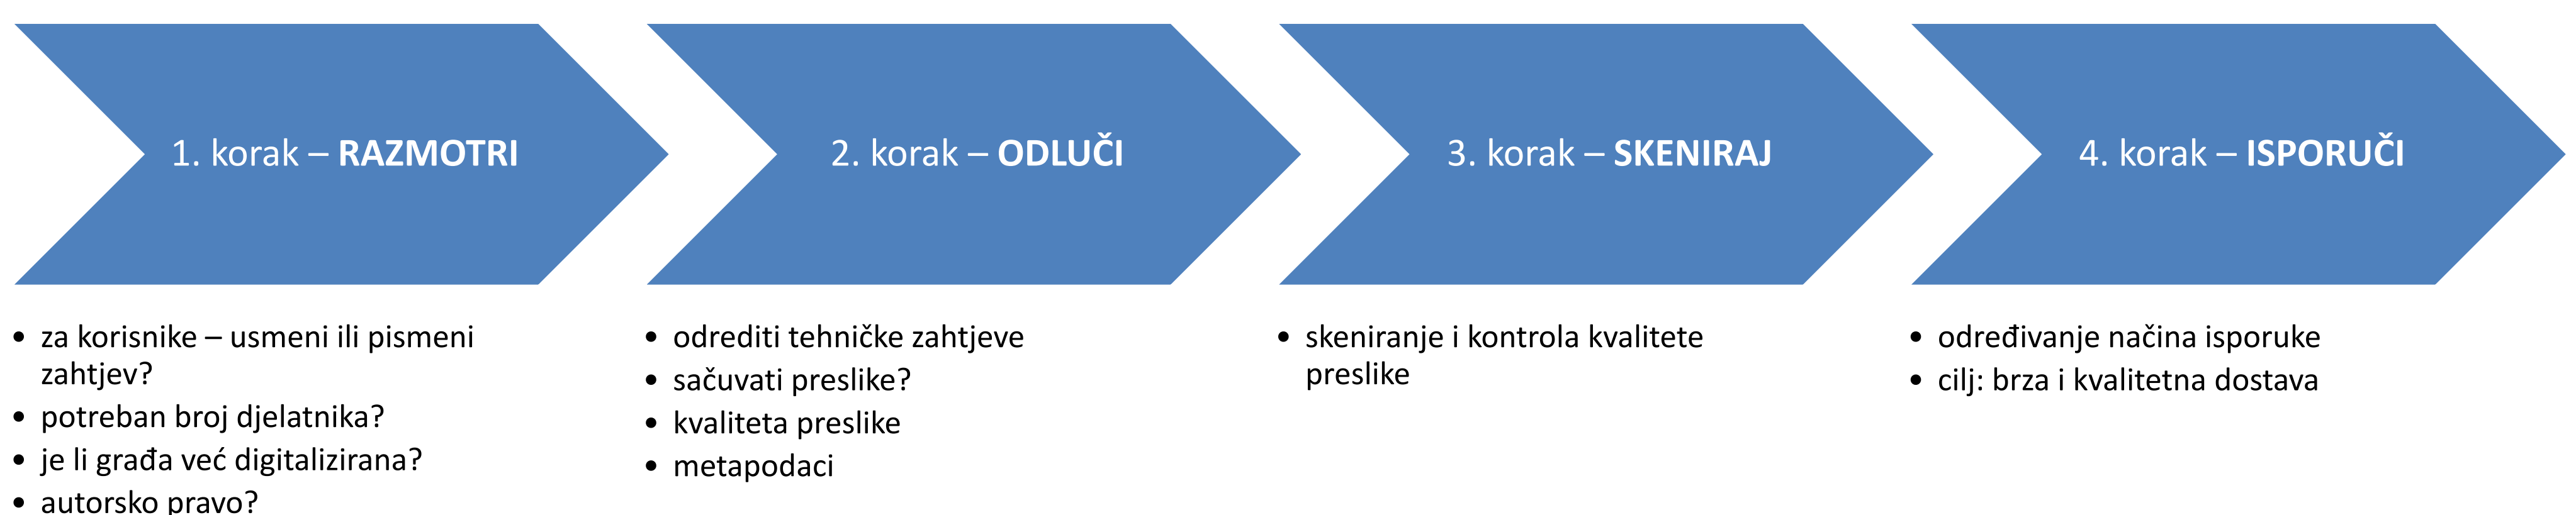 1. korak – RAZMOTRI
• za korisnike – usmeni ili pismeni
zahtjev?
• potreban broj djelatnika?
• je li građa već digitalizirana?
• autorsko pravo?
2. korak – ODLUČI
• odrediti tehničke zahtjeve
• sačuvati preslike?
• kvaliteta preslike
• metapodaci
3. korak – SKENIRAJ
• skeniranje i kontrola kvalitete
preslike
4. korak – ISPORUČI
• određivanje načina isporuke
• cilj: brza i kvalitetna dostava